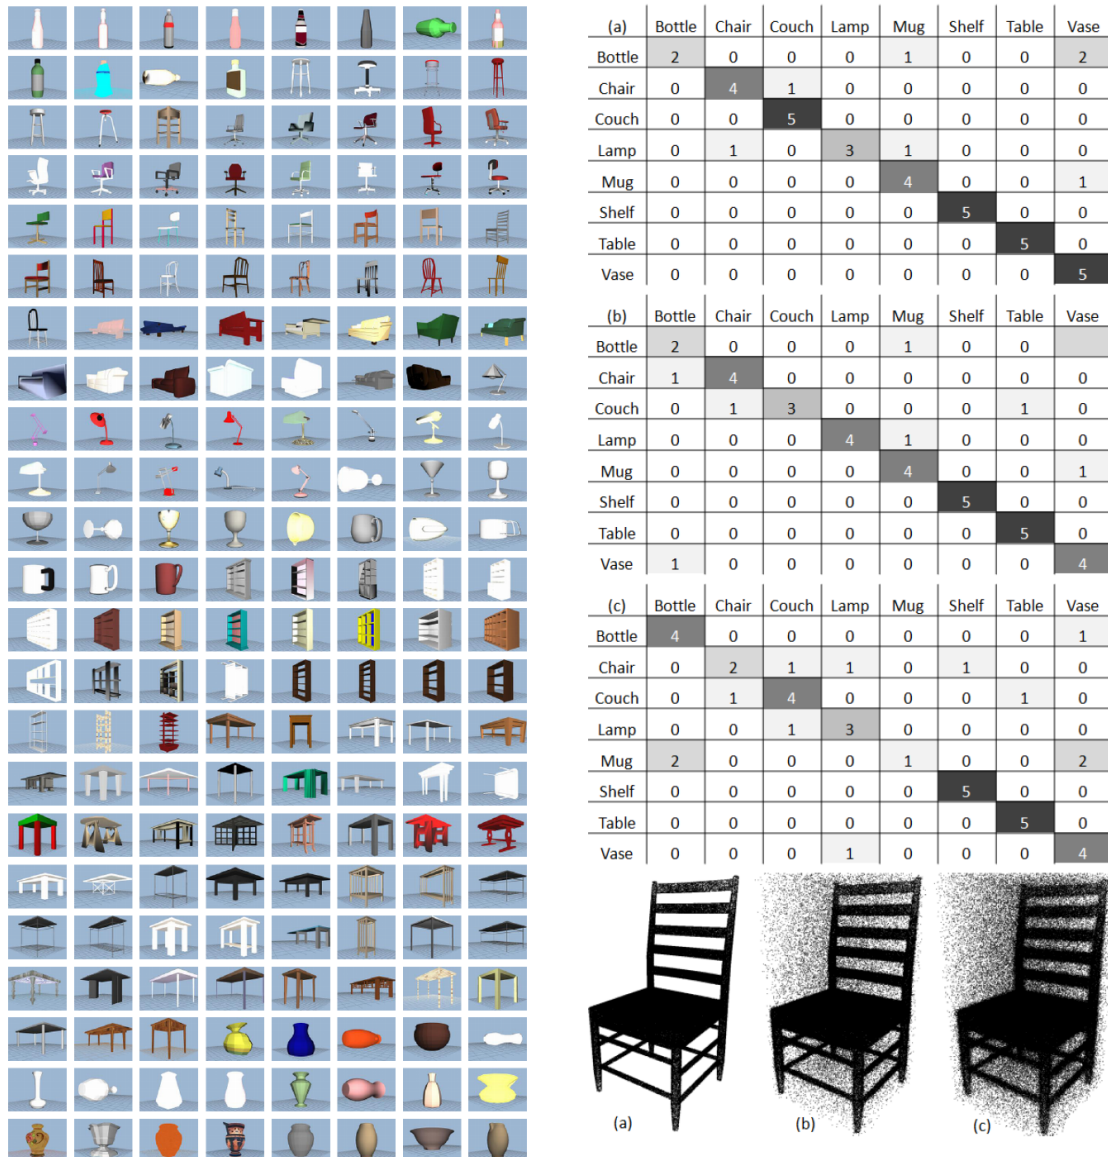 (a) Bottle Chair Couch Lamp Mug Shelf Table Vase
Bottle 2 0 0 0 1 0 0 2
Chair 0 4 1 0 0 0 0 0
Couch 0 0 5 0 0 0 0 0
Lamp 0 1 0 3 1 0 0 0
Mug 0 0 0 0 4 0 0 1
Shelf 0 0 0 0 0 5 0 0
Table 0 0 0 0 0 0 5 0
Vase 0 0 0 0 0 0 0 5
(b) Bottle Chair Couch Lamp Mug Shelf Table Vase
Bottle 2 0 0 0 1 0 0
Chair 1 4 0 0 0 0 0 0
Couch 0 1 3 0 0 0 1 0
Lamp 0 0 0 4 1 0 0 0
Mug 0 0 0 0 4 0 0 1
Shelf 0 0 0 0 0 5 0 0
Table 0 0 0 0 0 0 5 0
Vase 1 0 0 0 0 0 0 4
(c) Bottle Chair Couch Lamp Mug Shelf Table Vase
Bottle 4 0 0 0 0 0 0 1
Chair 0 2 1 1 0 1 0 0
Couch 0 1 4 0 0 0 1 0
Lamp 0 0 1 3 0 0 0 0
Mug 2 0 0 0 1 0 0 2
Shelf 0 0 0 0 0 5 0 0
Table 0 0 0 0 0 0 5 0
Vase 0 0 0 1 0 0 0 4
(a) (b) (c)